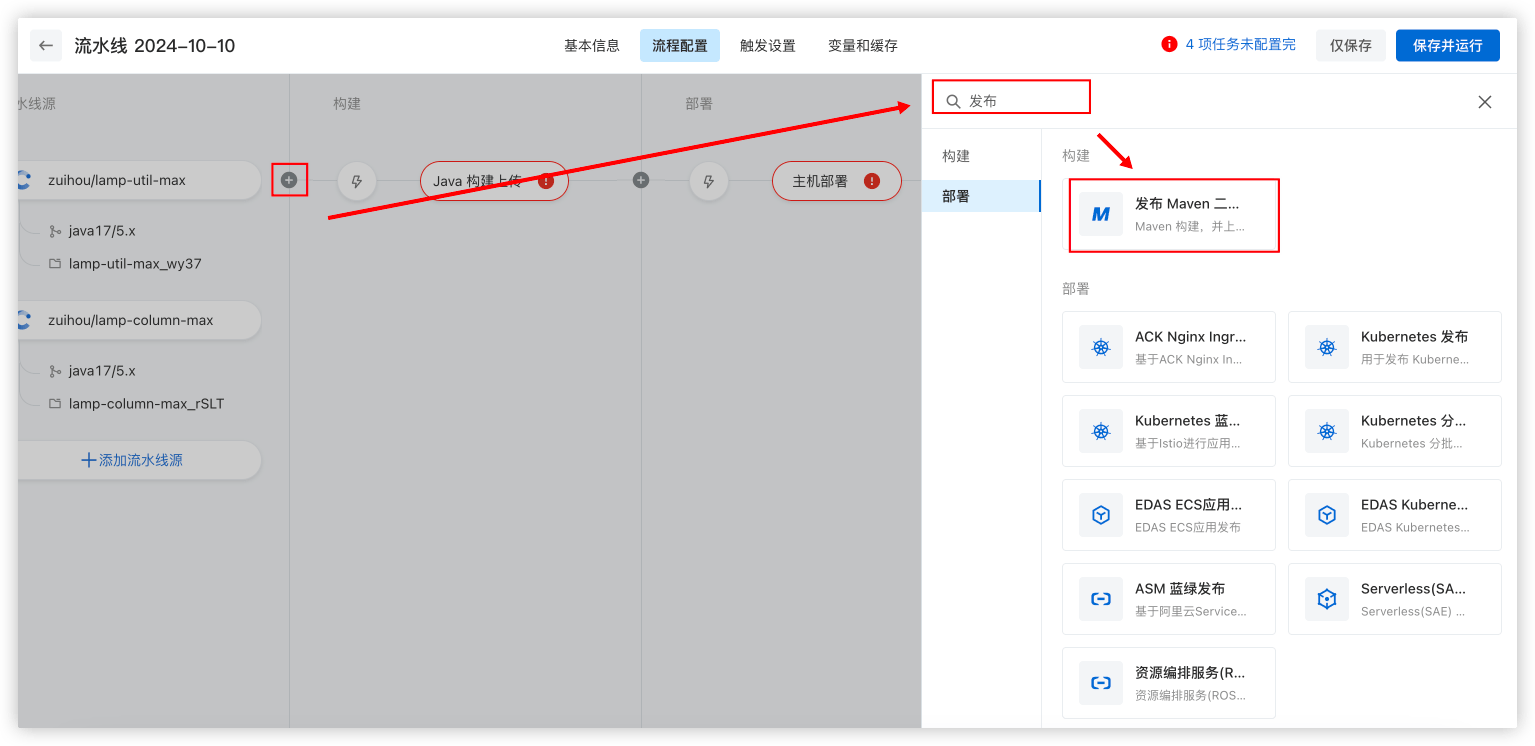 流水线 2024-10-10
基本信息
流程配置
触发设置
变量和缓存
4 项任务未配置完
仅保存
保存并运行
水线源
构建
部署
zuihou/lamp-util-max
java17/5.x
lamp-util-max_wy37
zuihou/lamp-column-max
java17/5.x
lamp-column-max_rSLT
添加流水线源
Java 构建上传
主机部署
发布
构建
部署
构建
发布 Maven 二...
Maven 构建，并上...
部署
ACK Nginx Ingr...
基于ACK Nginx In...
Kubernetes 发布
用于发布 Kuberne...
Kubernetes 蓝...
基于Istio进行应用...
Kubernetes 分...
Kubernetes 分批...
EDAS ECS应用...
EDAS ECS应用发布
EDAS Kuberne...
EDAS Kubernetes...
ASM 蓝绿发布
基于阿里云Service...
Serverless(SA...
Serverless(SAE) ...
资源编排服务(R...
资源编排服务(ROS...